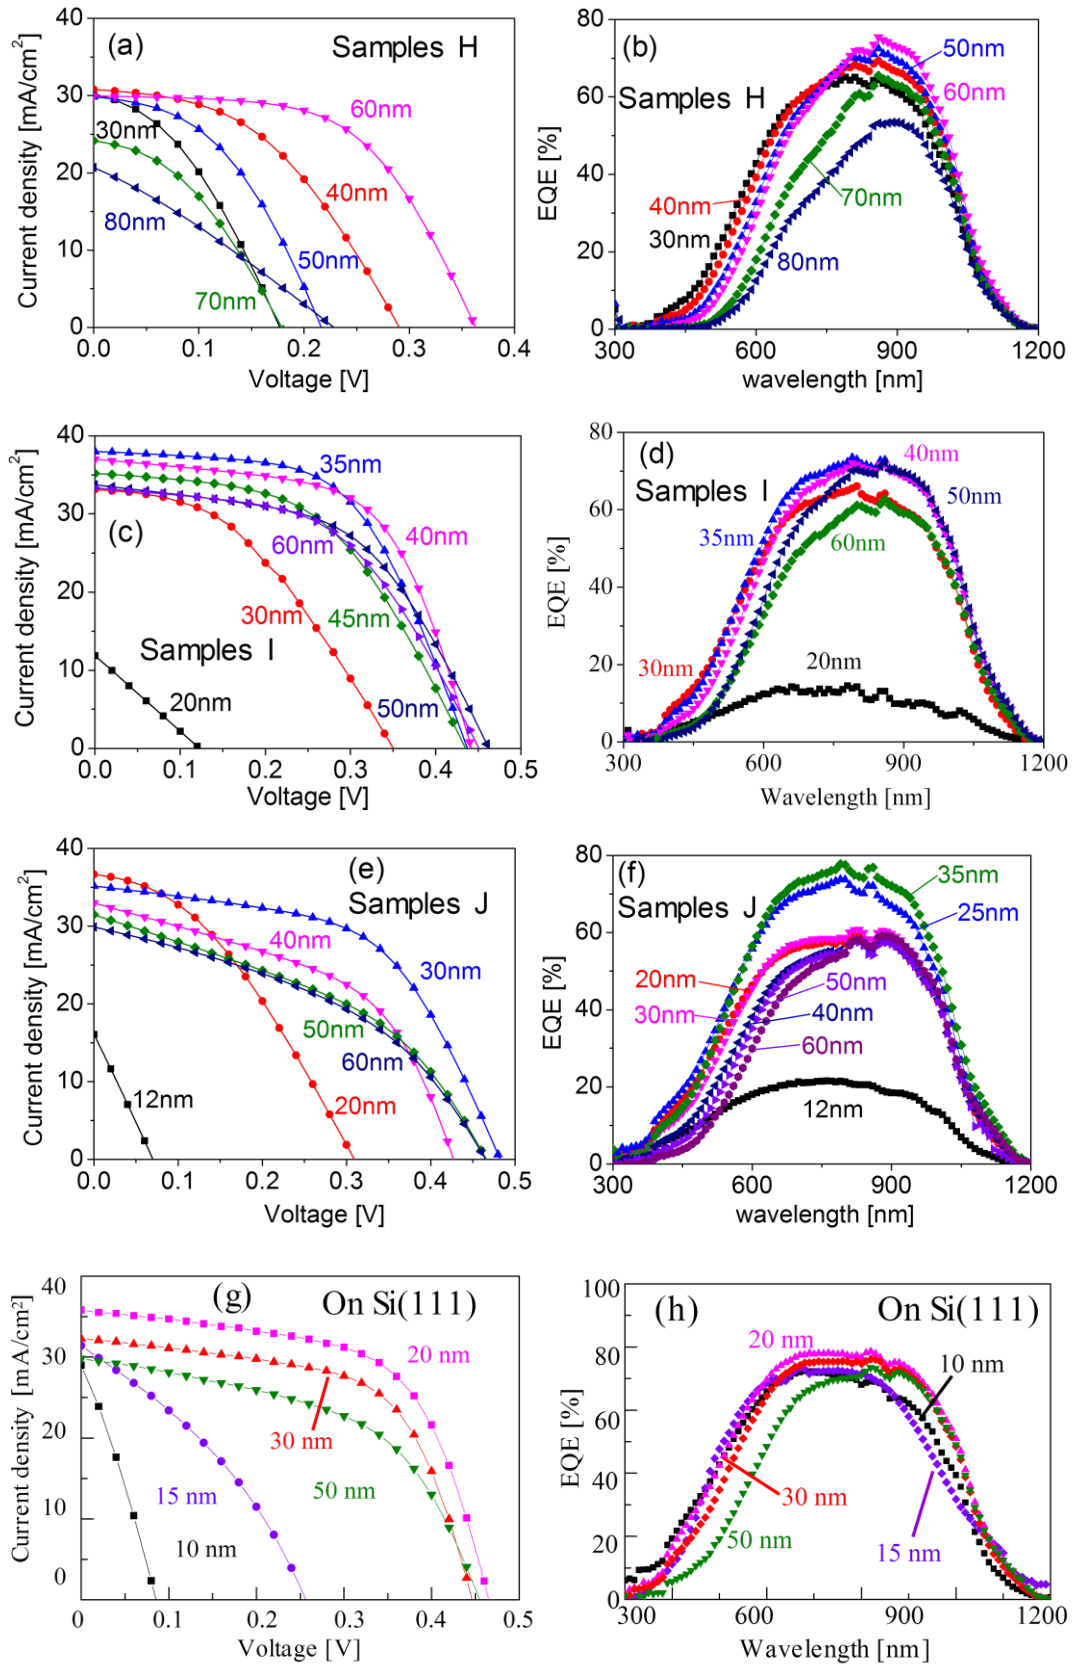 (a)
Samples H
Current density [mA/cm²]
40
30
20
10
0
60nm
30nm
40nm
80nm
50nm
70nm
0.0 0.1 0.2 0.3 0.4
Voltage [V]
(b)
Samples H
EQE [%]
80
60
40
20
0
50nm
60nm
40nm
70nm
30nm
80nm
300 600 900 1200
wavelength [nm]
(c)
Samples I
Current density [mA/cm²]
40
30
20
10
0
35nm
40nm
60nm
30nm
45nm
20nm
50nm
0.0 0.1 0.2 0.3 0.4 0.5
Voltage [V]
(d)
Samples I
EQE [%]
80
60
40
20
0
40nm
50nm
35nm
60nm
30nm
20nm
300 600 900 1200
Wavelength [nm]
(e)
Samples J
Current density [mA/cm²]
40
30
20
10
0
40nm
30nm
50nm
60nm
12nm
20nm
0.0 0.1 0.2 0.3 0.4 0.5
Voltage [V]
(f)
Samples J
EQE [%]
80
60
40
20
0
35nm
25nm
20nm
50nm
30nm
40nm
60nm
12nm
300 600 900 1200
wavelength [nm]
(g)
On Si(111)
Current density [mA/cm²]
40
30
20
10
0
20 nm
30 nm
15 nm
50 nm
10 nm
0 0.1 0.2 0.3 0.4 0.5
Voltage [V]
(h)
On Si(111)
EQE [%]
100
80
60
40
20
0
20 nm
10 nm
30 nm
50 nm
15 nm
300 600 900 1200
Wavelength [nm]